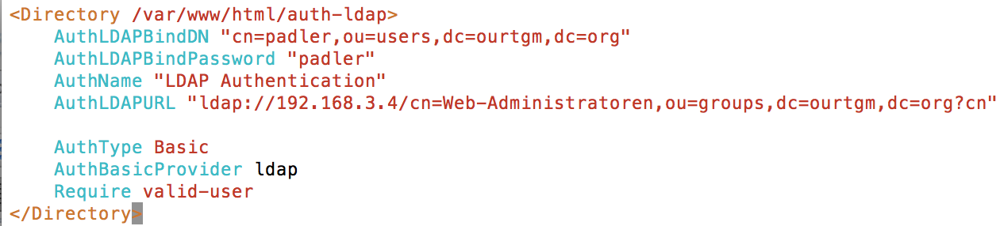 <Directory /var/www/html/auth-ldap>
    AuthLDAPBindDN "cn=padler,ou=users,dc=ourtgm,dc=org"
    AuthLDAPBindPassword "padler"
    AuthName "LDAP Authentication"
    AuthLDAPURL "ldap://192.168.3.4/cn=Web-Administratoren,ou=groups,dc=ourtgm,dc=org?cn"

    AuthType Basic
    AuthBasicProvider ldap
    Require valid-user
</Directory>